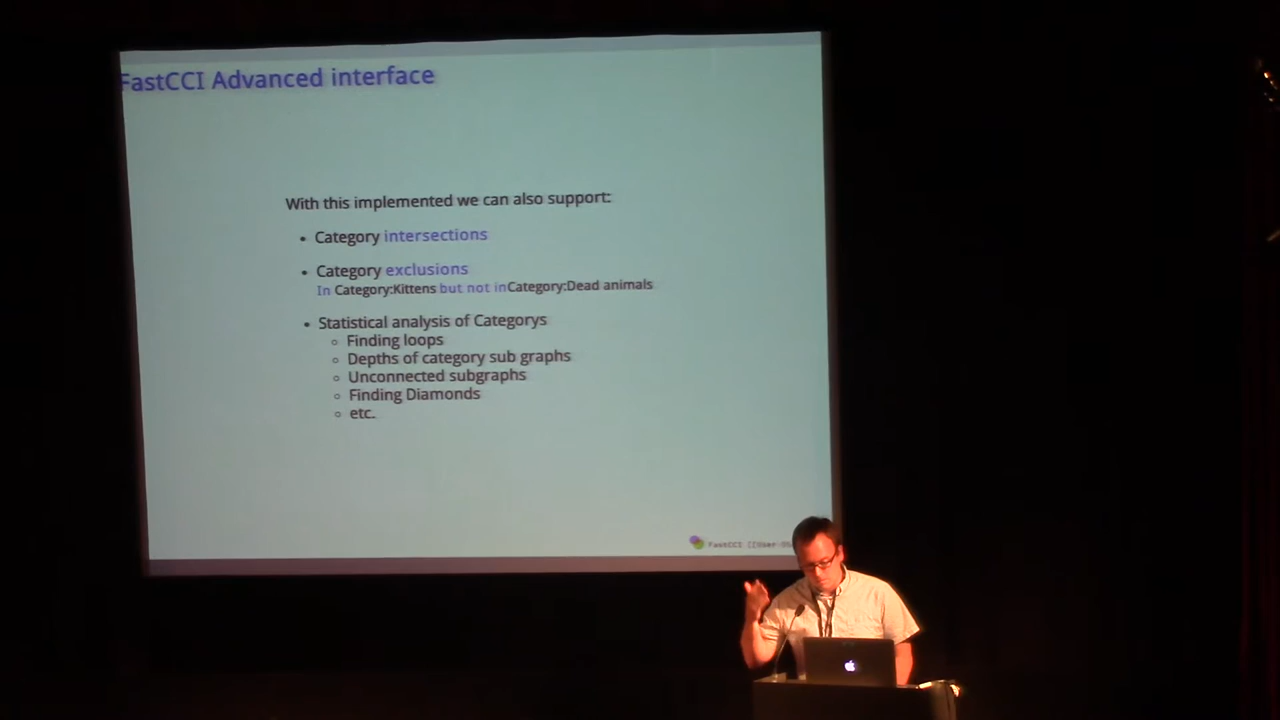 FastCCI Advanced interface
With this implemented we can also support:
• Category intersections
• Category exclusions
In Category:Kittens but not inCategory:Dead animals
• Statistical analysis of Categorys
◦ Finding loops
◦ Depths of category sub graphs
◦ Unconnected subgraphs
◦ Finding Diamonds
◦ etc.
FastCCI [[User: